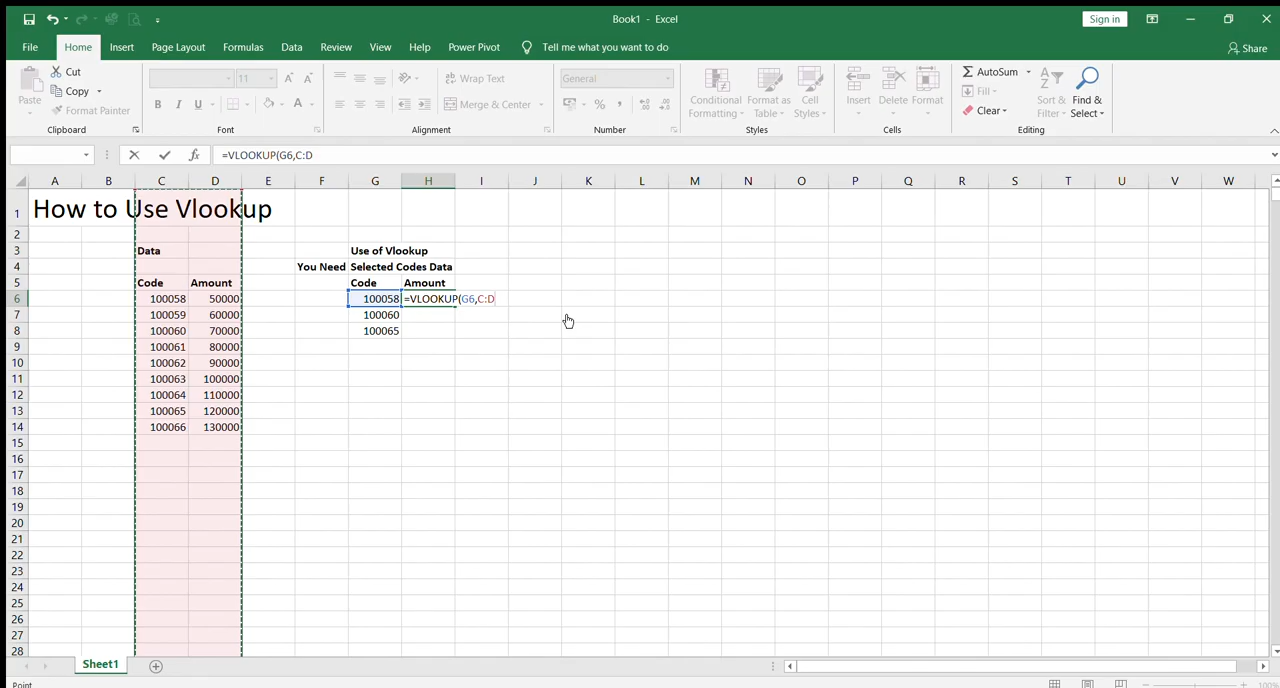 Book1 - Excel
Sign in
File Home Insert Page Layout Formulas Data Review View Help Power Pivot Tell me what you want to do
Share
Paste
Cut
Copy
Format Painter
Clipboard
11
B I U
Font
Wrap Text
Merge & Center
Alignment
General
%
Number
Conditional Formatting
Format as Table
Cell Styles
Styles
Insert Delete Format
Cells
AutoSum
Fill
Clear
Sort & Filter
Find & Select
Editing
fx =VLOOKUP(G6,C:D
A B C D E F G H I J K L M N O P Q R S T U V W
1 How to Use Vlookup
2
3 Data Use of Vlookup
4 You Need Selected Codes Data
5 Code Amount Code Amount
6 100058 50000 100058 =VLOOKUP(G6,C:D
7 100059 60000 100060
8 100060 70000 100065
9 100061 80000
10 100062 90000
11 100063 100000
12 100064 110000
13 100065 120000
14 100066 130000
15
16
17
18
19
20
21
22
23
24
25
26
27
28
Sheet1
Point
100%